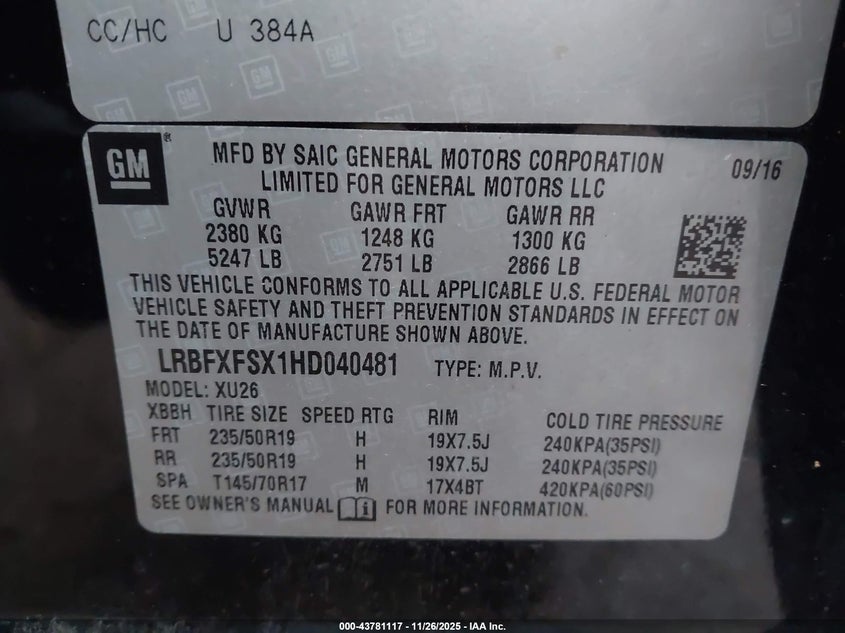 CC/HC U 384A
GM
MFD BY SAIC GENERAL MOTORS CORPORATION 09/16
LIMITED FOR GENERAL MOTORS LLC
GVWR GAWR FRT GAWR RR
2380 KG 1248 KG 1300 KG
5247 LB 2751 LB 2866 LB
THIS VEHICLE CONFORMS TO ALL APPLICABLE U.S. FEDERAL MOTOR
VEHICLE SAFETY AND THEFT PREVENTION STANDARDS IN EFFECT ON
THE DATE OF MANUFACTURE SHOWN ABOVE.
LRBFXFSX1HD040481 TYPE: M.P.V.
MODEL: XU26
XBBH TIRE SIZE SPEED RTG RIM COLD TIRE PRESSURE
FRT 235/50R19 H 19X7.5J 240KPA(35PSI)
RR 235/50R19 H 19X7.5J 240KPA(35PSI)
SPA T145/70R17 M 17X4BT 420KPA(60PSI)
SEE OWNER'S MANUAL i FOR MORE INFORMATION.
000-43781117 - 11/26/2025 - IAA Inc.